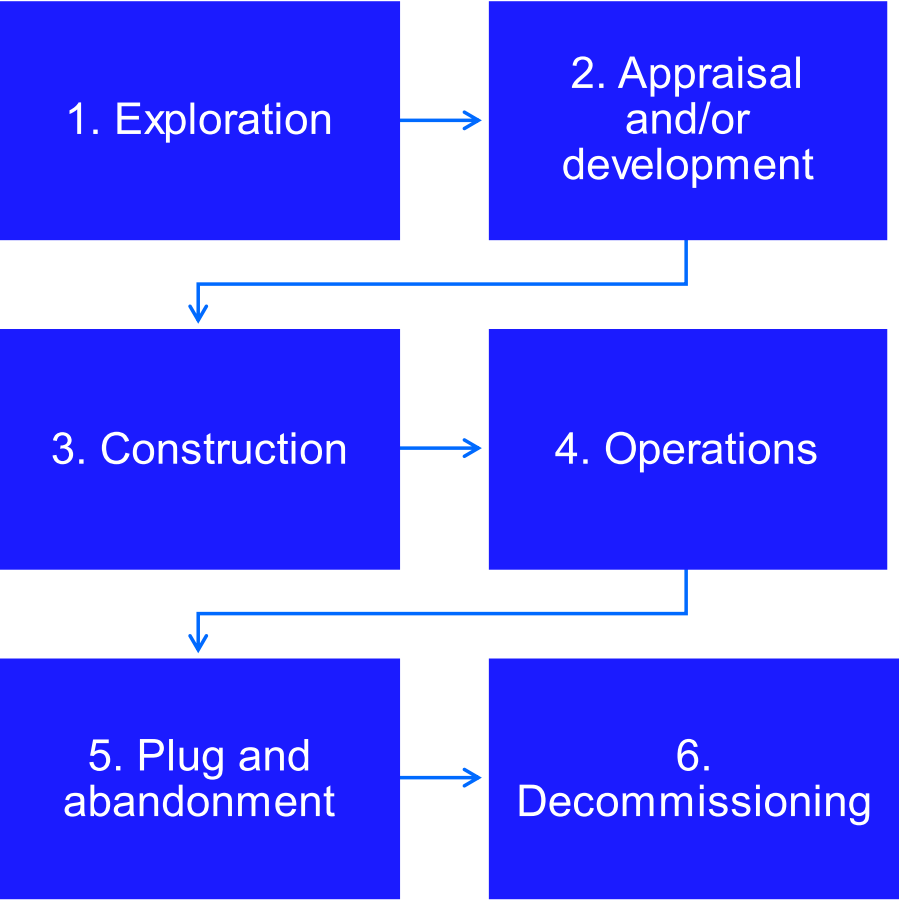 1. Exploration
2. Appraisal
and/or
development
3. Construction
4. Operations
5. Plug and
abandonment
6.
Decommissioning